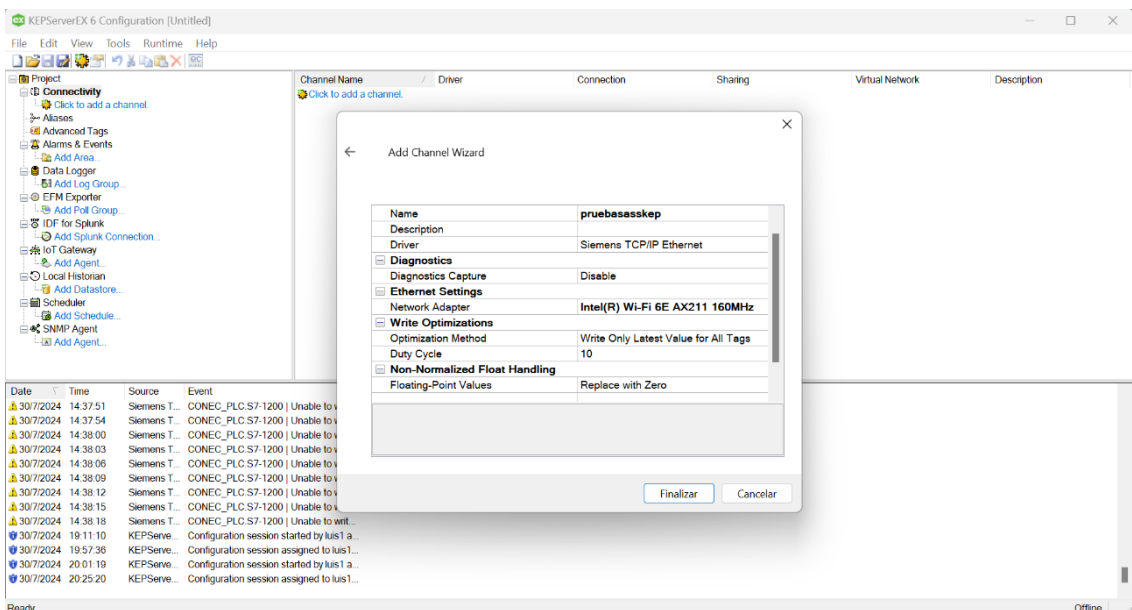 KEPServerEX 6 Configuration [Untitled]
File Edit View Tools Runtime Help
Project
Connectivity
Click to add a channel.
Aliases
Advanced Tags
Alarms & Events
Add Area...
Data Logger
Add Log Group...
EFM Exporter
Add Poll Group...
IDF for Splunk
Add Splunk Connection...
IoT Gateway
Add Agent...
Local Historian
Add Datastore...
Scheduler
Add Schedule...
SNMP Agent
Add Agent...
Channel Name Driver Connection Sharing Virtual Network Description
Click to add a channel.
Add Channel Wizard
Name pruebasasskep
Description
Driver Siemens TCP/IP Ethernet
Diagnostics
Diagnostics Capture Disable
Ethernet Settings
Network Adapter Intel(R) Wi-Fi 6E AX211 160MHz
Write Optimizations
Optimization Method Write Only Latest Value for All Tags
Duty Cycle 10
Non-Normalized Float Handling
Floating-Point Values Replace with Zero
Finalizar Cancelar
Date Time Source Event
30/7/2024 14:37:51 Siemens T... CONEC_PLC.S7-1200 | Unable to
30/7/2024 14:37:54 Siemens T... CONEC_PLC.S7-1200 | Unable to
30/7/2024 14:38:00 Siemens T... CONEC_PLC.S7-1200 | Unable to
30/7/2024 14:38:03 Siemens T... CONEC_PLC.S7-1200 | Unable to
30/7/2024 14:38:06 Siemens T... CONEC_PLC.S7-1200 | Unable to
30/7/2024 14:38:09 Siemens T... CONEC_PLC.S7-1200 | Unable to
30/7/2024 14:38:12 Siemens T... CONEC_PLC.S7-1200 | Unable to
30/7/2024 14:38:15 Siemens T... CONEC_PLC.S7-1200 | Unable to
30/7/2024 14:38:18 Siemens T... CONEC_PLC.S7-1200 | Unable to writ...
30/7/2024 19:11:10 KEPServe... Configuration session started by luis1 a...
30/7/2024 19:57:36 KEPServe... Configuration session assigned to luis1...
30/7/2024 20:01:19 KEPServe... Configuration session started by luis1 a...
30/7/2024 20:25:20 KEPServe... Configuration session assigned to luis1...
Ready Offline